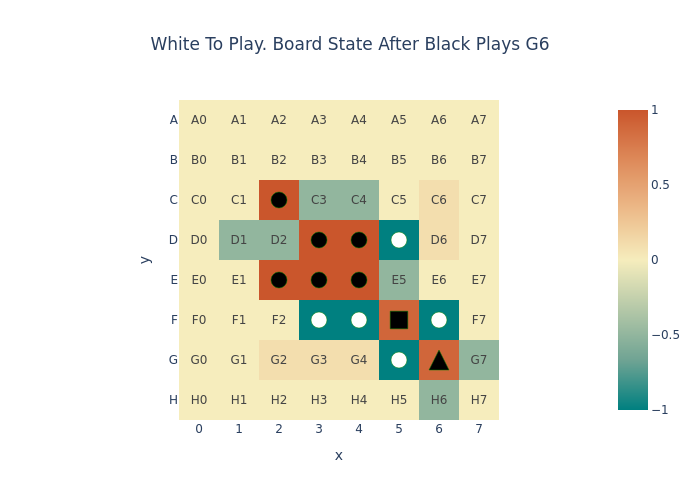 White To Play. Board State After Black Plays G6
A A0 A1 A2 A3 A4 A5 A6 A7
B B0 B1 B2 B3 B4 B5 B6 B7
C C0 C1 C3 C4 C5 C6 C7
D D0 D1 D2 D6 D7
E E0 E1 E5 E6 E7
F F0 F1 F2 F7
G G0 G1 G2 G3 G4 G7
H H0 H1 H2 H3 H4 H5 H6 H7
0 1 2 3 4 5 6 7
x
y
1
0.5
0
−0.5
−1